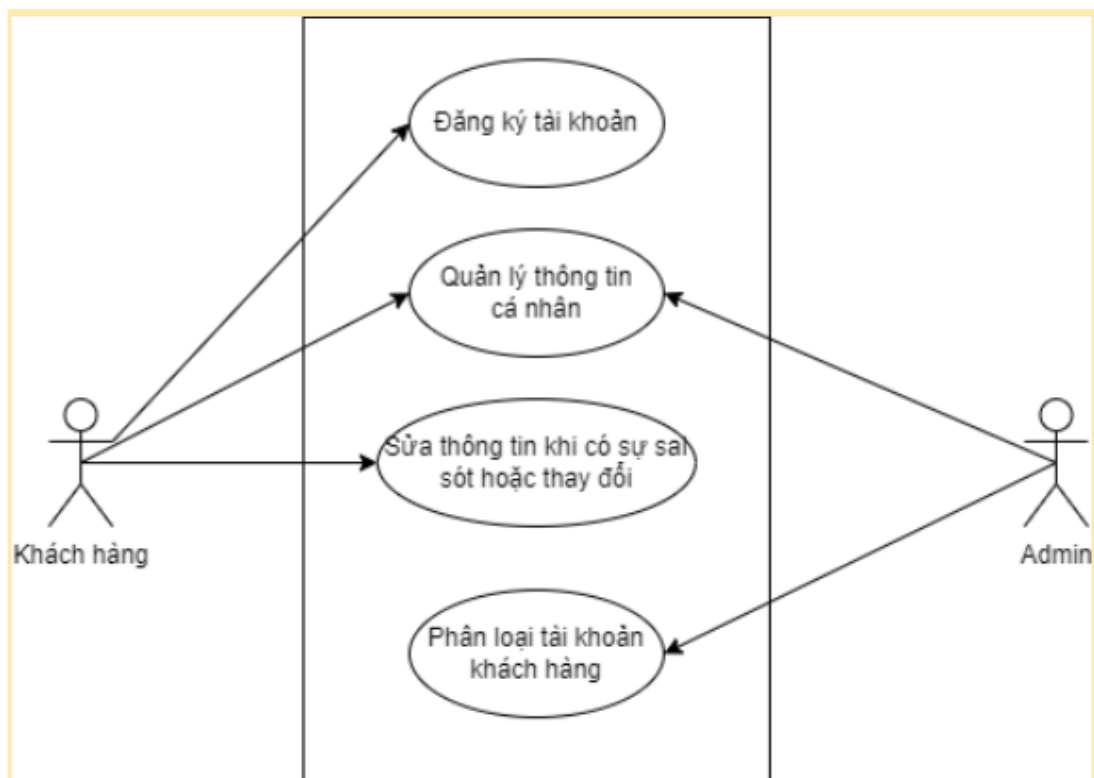 Đăng ký tài khoản
Quản lý thông tin
cá nhân
Sửa thông tin khi có sự sai
sót hoặc thay đổi
Khách hàng
Admin
Phân loại tài khoản
khách hàng